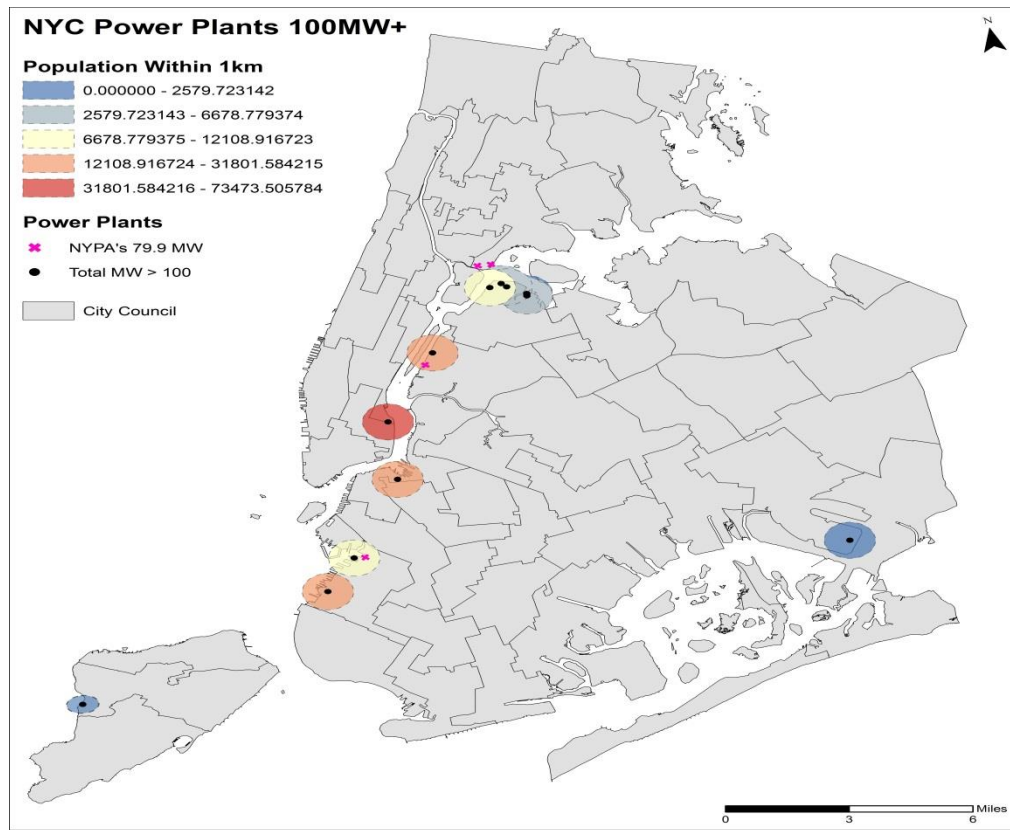 NYC Power Plants 100MW+
Population Within 1km
0.000000 - 2579.723142
2579.723143 - 6678.779374
6678.779375 - 12108.916723
12108.916724 - 31801.584215
31801.584216 - 73473.505784
Power Plants
NYPA's 79.9 MW
Total MW > 100
City Council
N
Miles
0 3 6